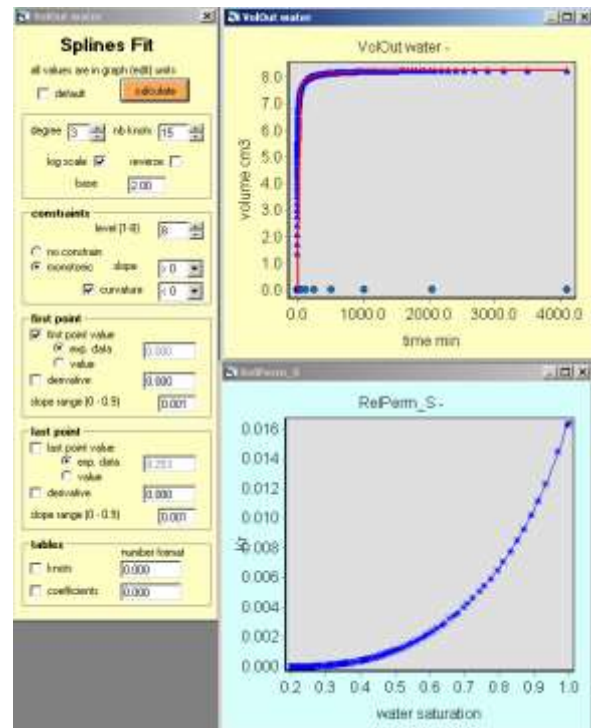 VolOut water
Splines Fit
all values are in graph (edit) units
default calculate
degree 3 nb knots 15
log scale reverse
base 2.00
constraints
level (1-8) 8
no constrain
monotonic slope > 0
curvature < 0
first point
first point value
exp. data 0.000
value
derivative 0.000
slope range (0 - 0.9) 0.001
last point
last point value
exp. data 8.253
value
derivative 0.000
slope range (0 - 0.9) 0.001
tables
number format
knots 0.000
coefficients 0.000
VolOut water
VolOut water -
8.0
7.0
6.0
5.0
4.0
3.0
2.0
1.0
0.0
volume cm3
0.0 1000.0 2000.0 3000.0 4000.0
time min
RelPerm_S
RelPerm_S -
0.016
0.014
0.012
0.010
0.008
0.006
0.004
0.002
0.000
kr
0.2 0.3 0.4 0.5 0.6 0.7 0.8 0.9 1.0
water saturation